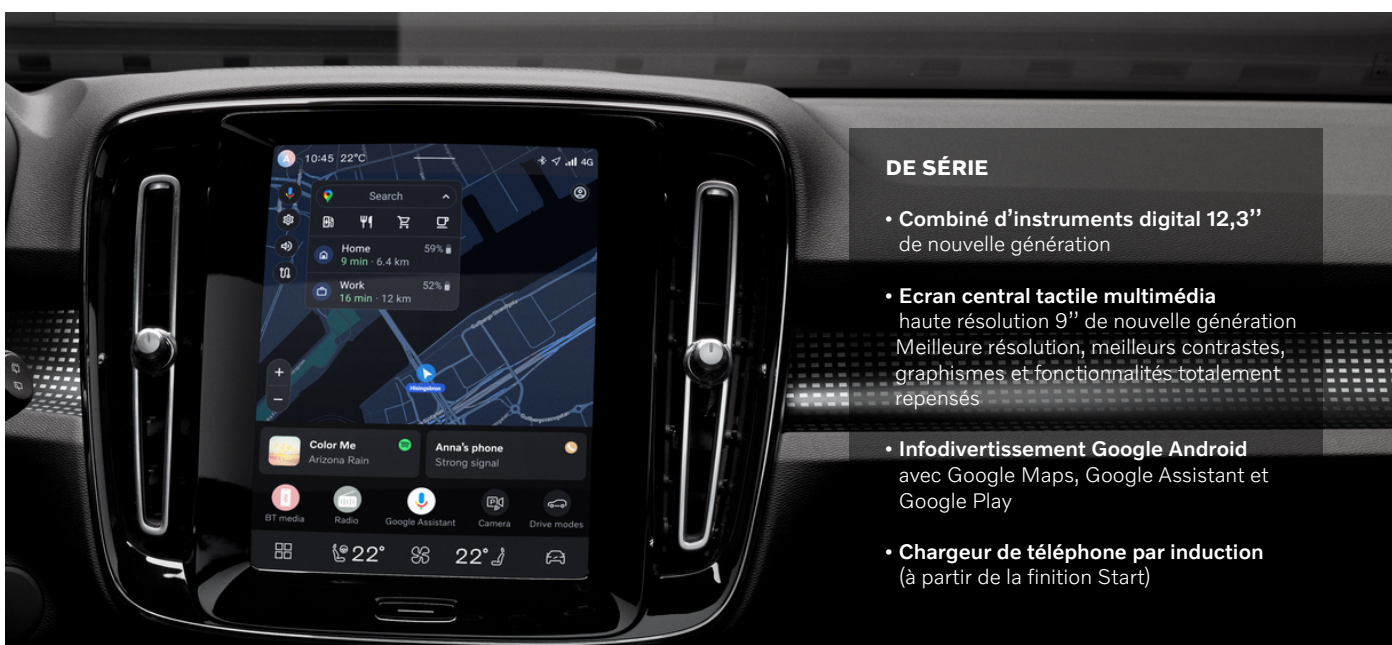 10:45 22°C
4G
Search
Home
59%
9 min · 6.4 km
Work
52%
16 min · 12 km
Hisingsbron
+
−
Color Me
Arizona Rain
Anna's phone
Strong signal
BT media
Radio
Google Assistant
Camera
Drive modes
22°
22°
DE SÉRIE
• Combiné d’instruments digital 12,3’’
de nouvelle génération
• Ecran central tactile multimédia
haute résolution 9’’ de nouvelle génération
Meilleure résolution, meilleurs contrastes,
graphismes et fonctionnalités totalement
repensés
• Infodivertissement Google Android
avec Google Maps, Google Assistant et
Google Play
• Chargeur de téléphone par induction
(à partir de la finition Start)